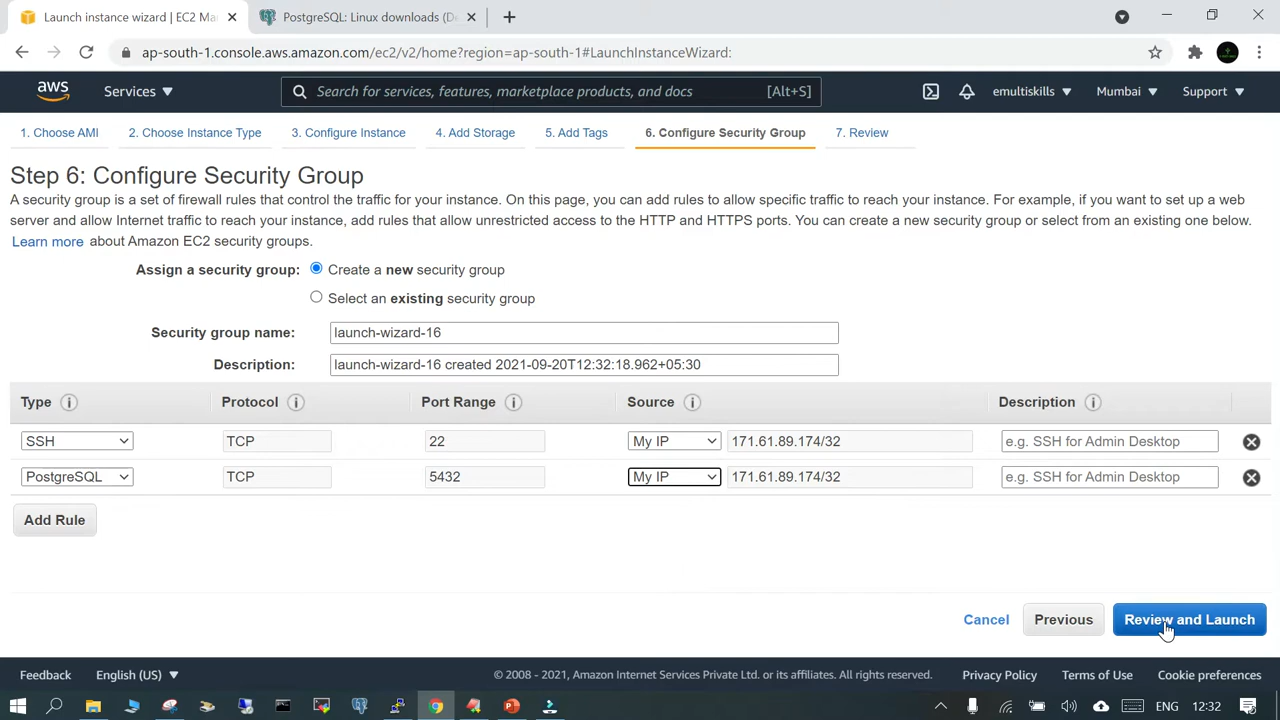 Launch instance wizard | EC2 Ma
PostgreSQL: Linux downloads (De
ap-south-1.console.aws.amazon.com/ec2/v2/home?region=ap-south-1#LaunchInstanceWizard:
aws
Services
Search for services, features, marketplace products, and docs
[Alt+S]
emultiskills
Mumbai
Support
1. Choose AMI
2. Choose Instance Type
3. Configure Instance
4. Add Storage
5. Add Tags
6. Configure Security Group
7. Review
Step 6: Configure Security Group
A security group is a set of firewall rules that control the traffic for your instance. On this page, you can add rules to allow specific traffic to reach your instance. For example, if you want to set up a web
server and allow Internet traffic to reach your instance, add rules that allow unrestricted access to the HTTP and HTTPS ports. You can create a new security group or select from an existing one below.
Learn more about Amazon EC2 security groups.
Assign a security group:
Create a new security group
Select an existing security group
Security group name:
launch-wizard-16
Description:
launch-wizard-16 created 2021-09-20T12:32:18.962+05:30
Type
Protocol
Port Range
Source
Description
SSH
TCP
22
My IP
171.61.89.174/32
e.g. SSH for Admin Desktop
PostgreSQL
TCP
5432
My IP
171.61.89.174/32
e.g. SSH for Admin Desktop
Add Rule
Cancel
Previous
Review and Launch
Feedback
English (US)
© 2008 - 2021, Amazon Internet Services Private Ltd. or its affiliates. All rights reserved.
Privacy Policy
Terms of Use
Cookie preferences
ENG
12:32